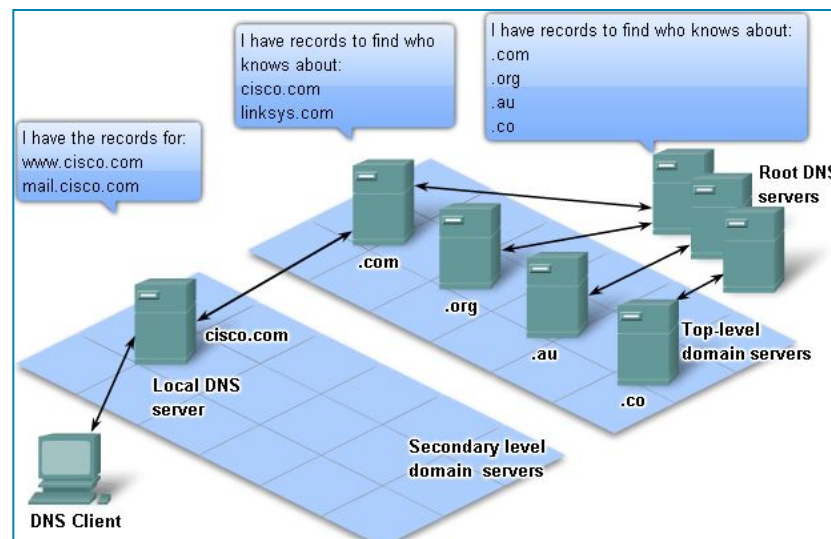 I have the records for:
www.cisco.com
mail.cisco.com
I have records to find who
knows about:
cisco.com
linksys.com
I have records to find who knows about:
.com
.org
.au
.co
Root DNS
servers
.com
.org
.au
.co
Top-level
domain servers
cisco.com
Local DNS
server
Secondary level
domain servers
DNS Client